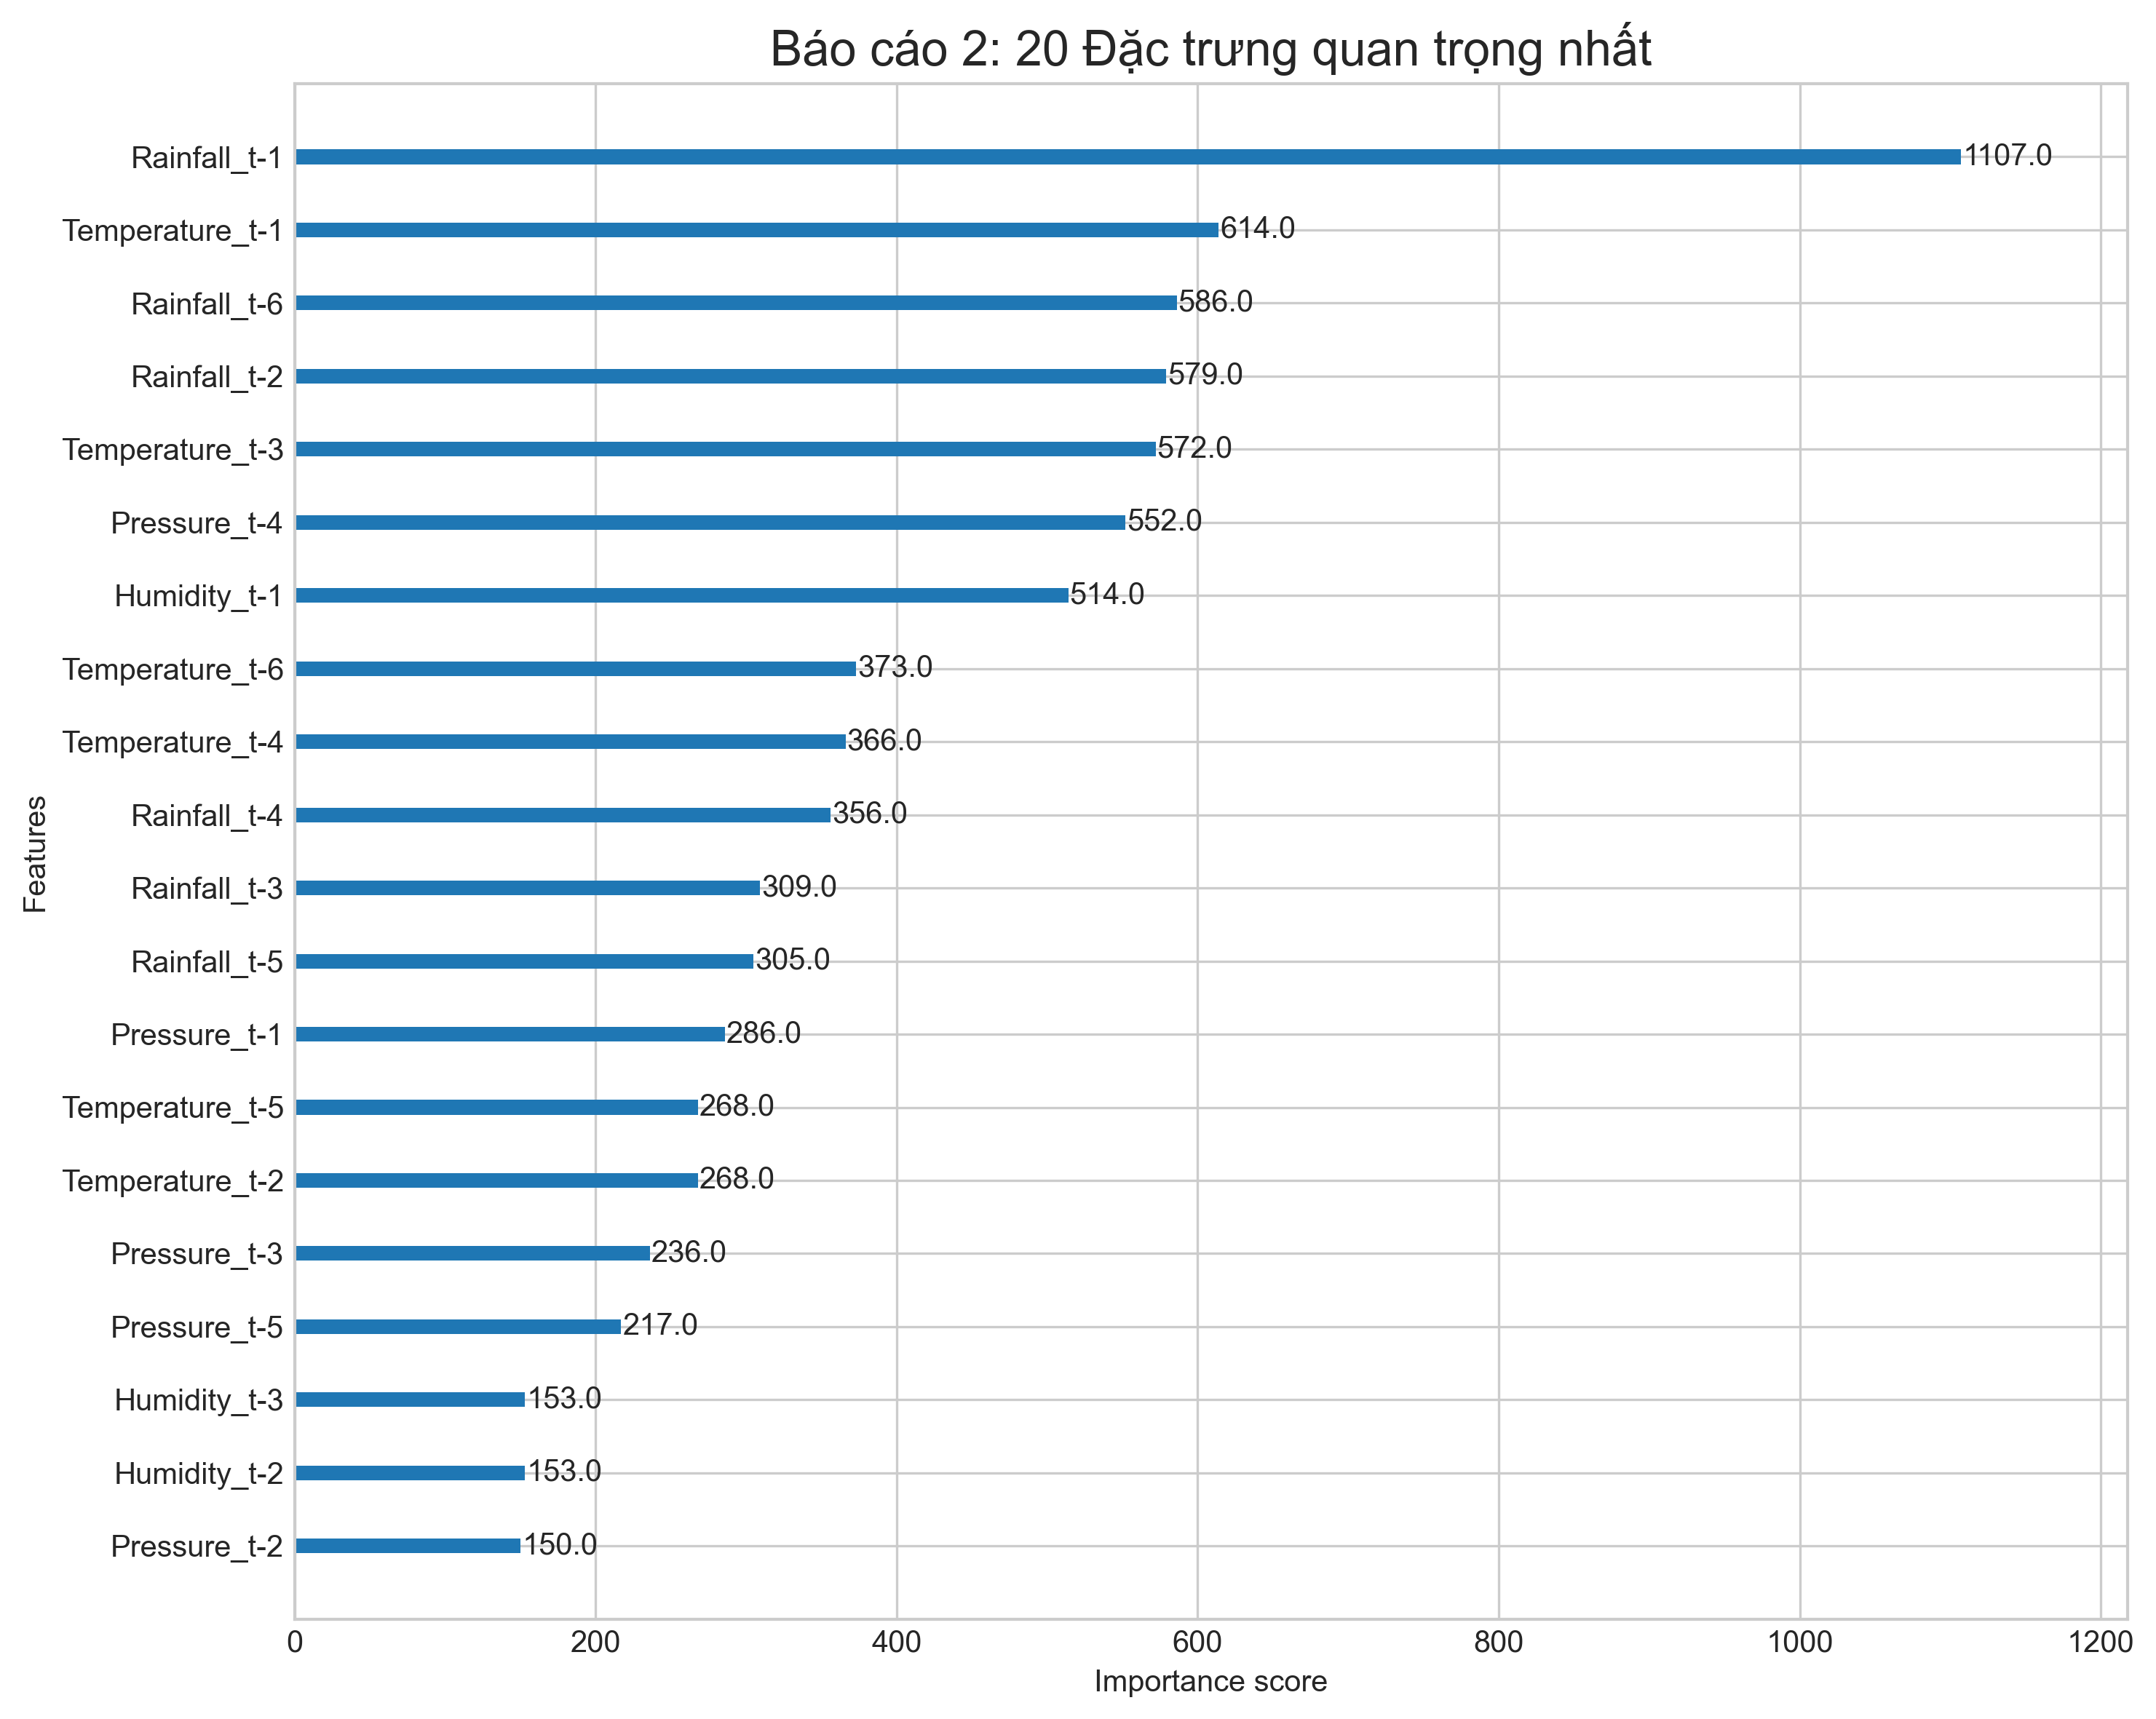 Báo cáo 2: 20 Đặc trưng quan trọng nhất
Features
Rainfall_t-1 1107.0
Temperature_t-1 614.0
Rainfall_t-6 586.0
Rainfall_t-2 579.0
Temperature_t-3 572.0
Pressure_t-4 552.0
Humidity_t-1 514.0
Temperature_t-6 373.0
Temperature_t-4 366.0
Rainfall_t-4 356.0
Rainfall_t-3 309.0
Rainfall_t-5 305.0
Pressure_t-1 286.0
Temperature_t-5 268.0
Temperature_t-2 268.0
Pressure_t-3 236.0
Pressure_t-5 217.0
Humidity_t-3 153.0
Humidity_t-2 153.0
Pressure_t-2 150.0
0 200 400 600 800 1000 1200
Importance score